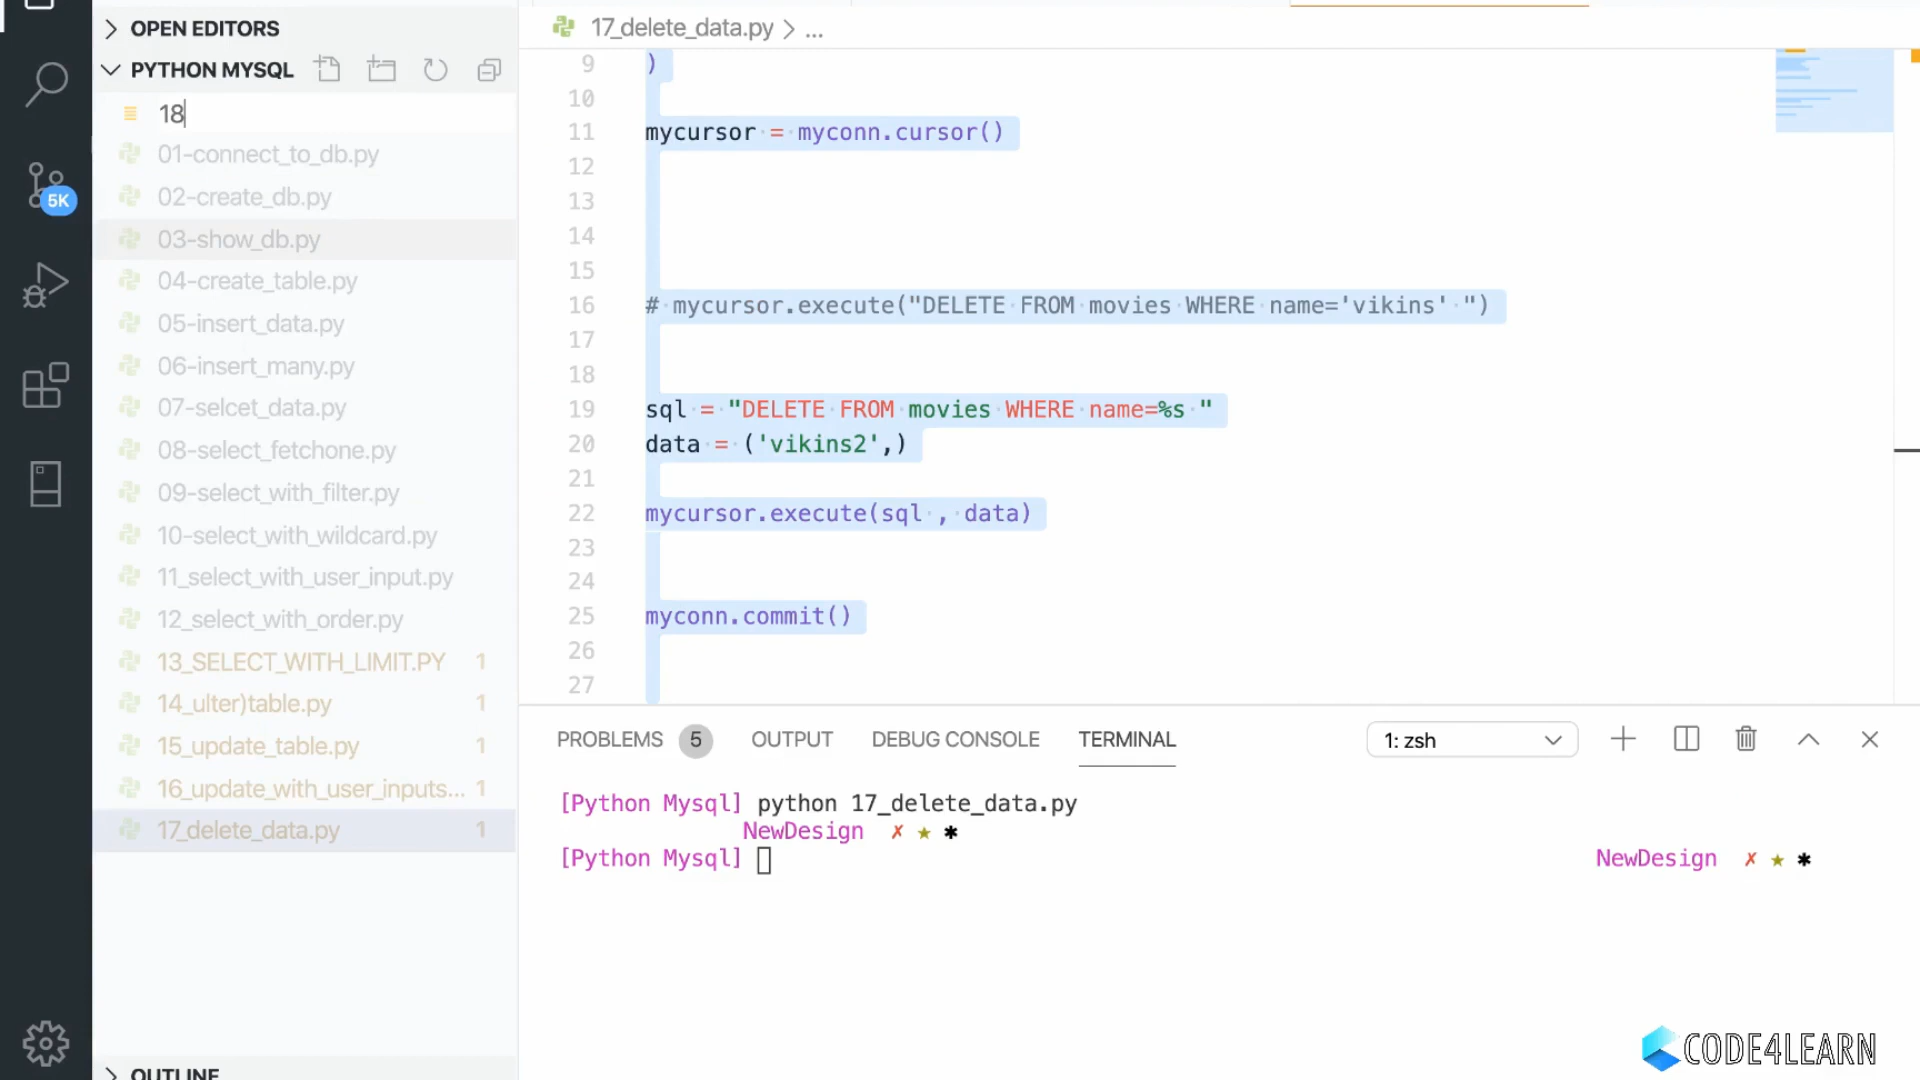 OPEN EDITORS
PYTHON MYSQL
18
01-connect_to_db.py
02-create_db.py
03-show_db.py
04-create_table.py
05-insert_data.py
06-insert_many.py
07-selcet_data.py
08-select_fetchone.py
09-select_with_filter.py
10-select_with_wildcard.py
11_select_with_user_input.py
12_select_with_order.py
13_SELECT_WITH_LIMIT.PY 1
14_ulter)table.py 1
15_update_table.py 1
16_update_with_user_inputs... 1
17_delete_data.py 1
OUTLINE
5K
17_delete_data.py > ...
9 )
10
11 mycursor = myconn.cursor()
12
13
14
15
16 # mycursor.execute("DELETE FROM movies WHERE name='vikins' ")
17
18
19 sql = "DELETE FROM movies WHERE name=%s "
20 data = ('vikins2',)
21
22 mycursor.execute(sql , data)
23
24
25 myconn.commit()
26
27
PROBLEMS 5 OUTPUT DEBUG CONSOLE TERMINAL 1: zsh
[Python Mysql] python 17_delete_data.py
NewDesign ✗ ★ ✱
[Python Mysql] NewDesign ✗ ★ ✱
CODE4LEARN